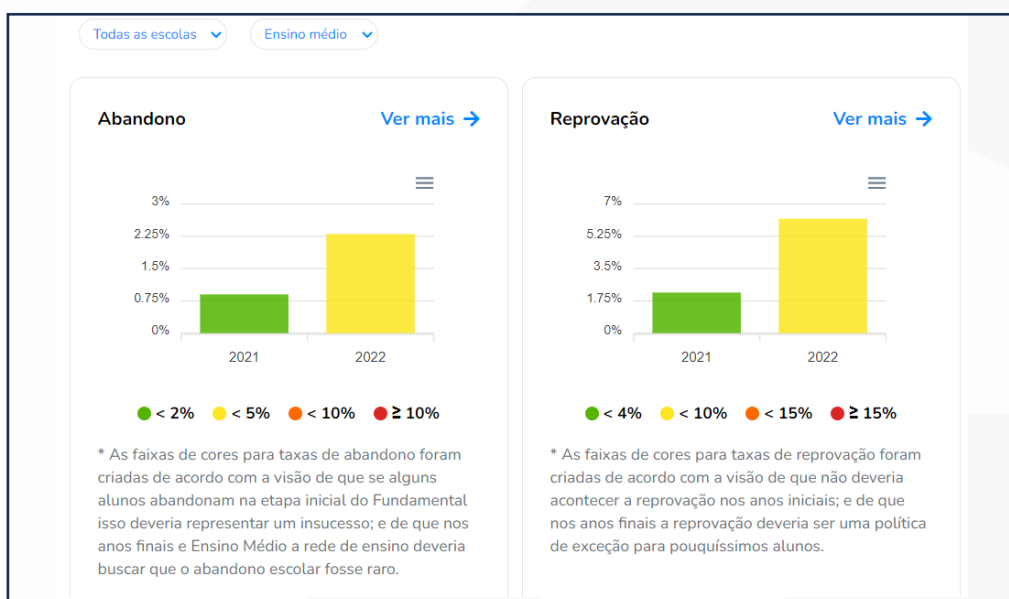 Todas as escolas
Ensino médio
Abandono
Ver mais →
3%
2.25%
1.5%
0.75%
0%
2021
2022
< 2%
< 5%
< 10%
≥ 10%
* As faixas de cores para taxas de abandono foram
criadas de acordo com a visão de que se alguns
alunos abandonam na etapa inicial do Fundamental
isso deveria representar um insucesso; e de que nos
anos finais e Ensino Médio a rede de ensino deveria
buscar que o abandono escolar fosse raro.
Reprovação
Ver mais →
7%
5.25%
3.5%
1.75%
0%
2021
2022
< 4%
< 10%
< 15%
≥ 15%
* As faixas de cores para taxas de reprovação foram
criadas de acordo com a visão de que não deveria
acontecer a reprovação nos anos iniciais; e de que
nos anos finais a reprovação deveria ser uma política
de exceção para pouquíssimos alunos.